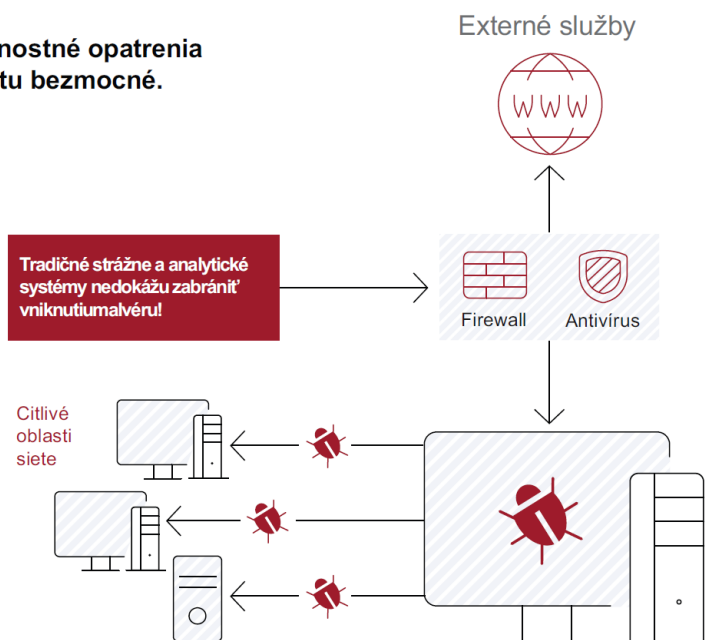 Externé služby
nostné opatrenia
tu bezmocné.
WWW
Tradičné strážne a analytické
systémy nedokážu zabrániť
vniknutiumalvéru!
Firewall
Antivírus
Citlivé
oblasti
siete